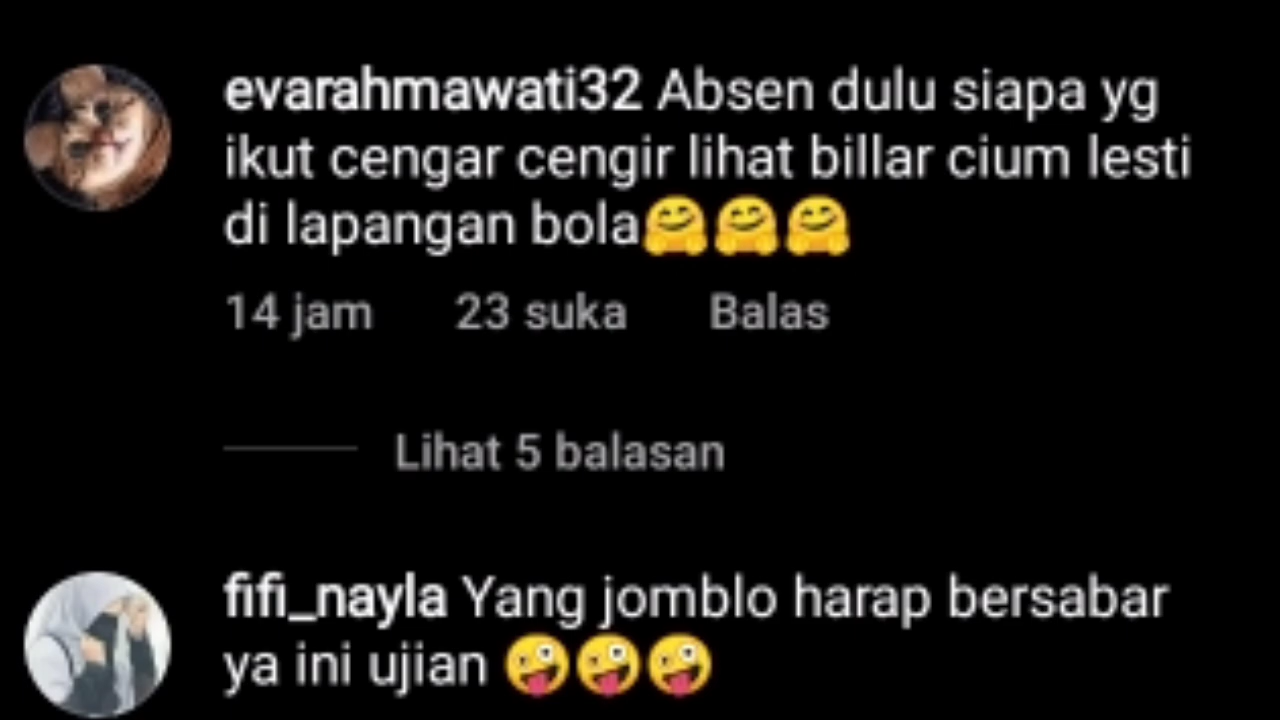 evarahmawati32 Absen dulu siapa yg
ikut cengar cengir lihat billar cium lesti
di lapangan bola🤗🤗🤗
14 jam 23 suka Balas
Lihat 5 balasan
fifi_nayla Yang jomblo harap bersabar
ya ini ujian 🤪🤪🤪